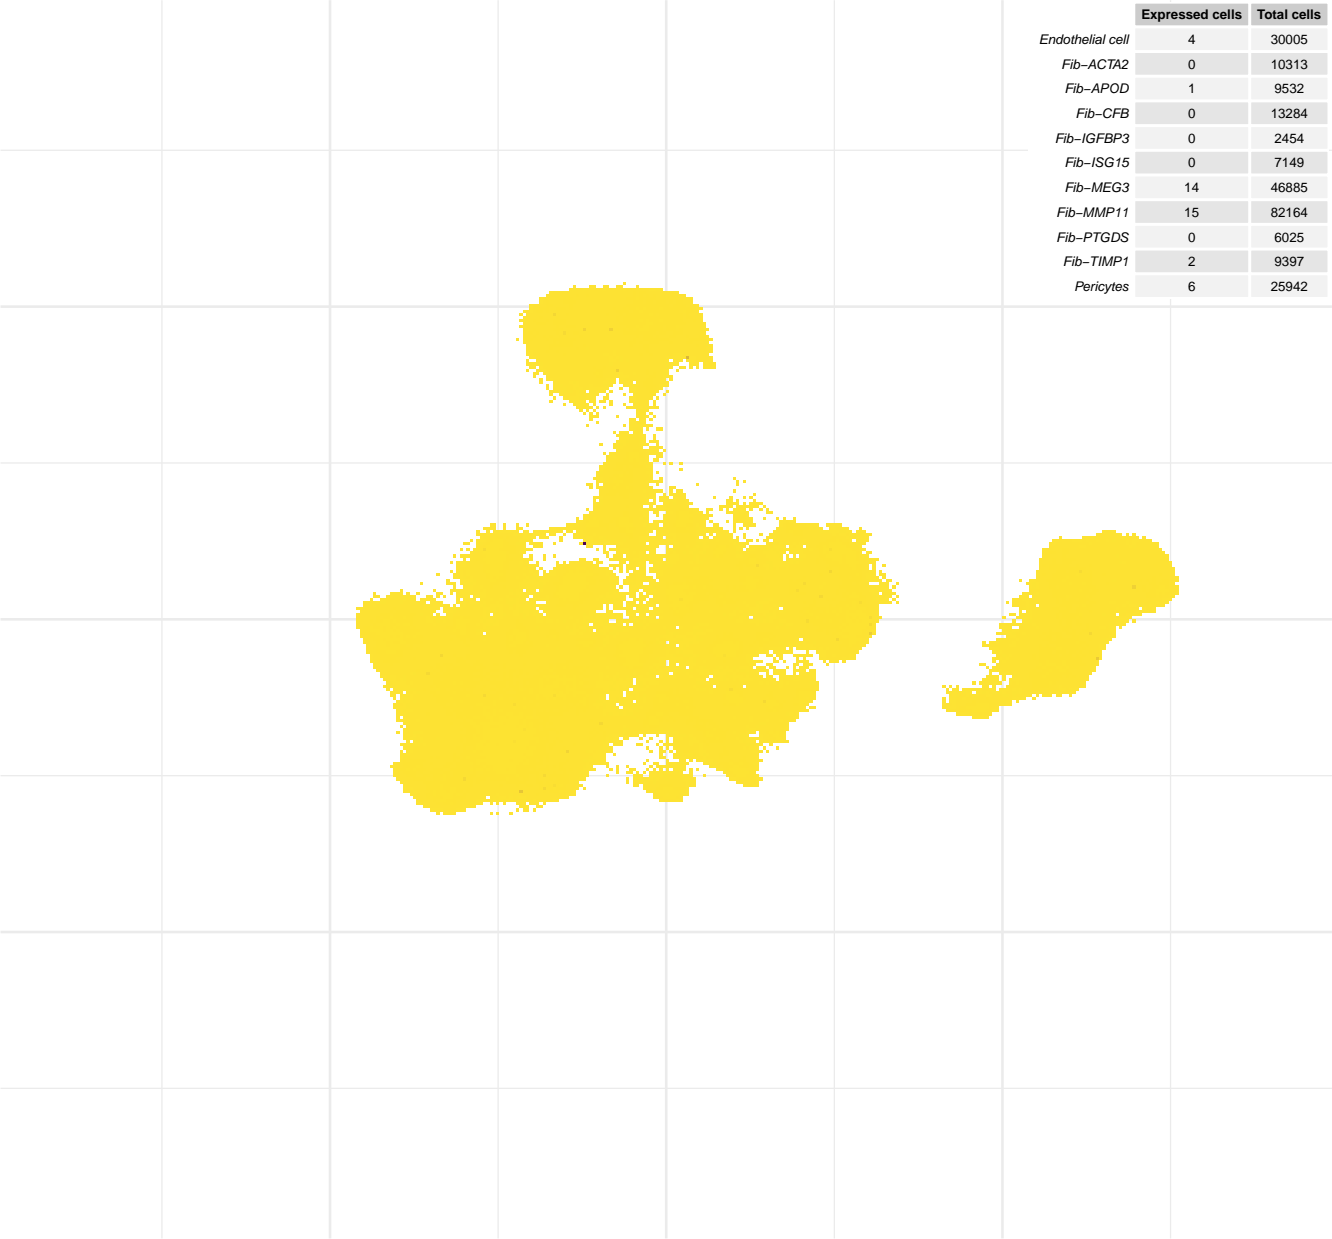 Expressed cells Total cells
Endothelial cell 4 30005
Fib−ACTA2 0 10313
Fib−APOD 1 9532
Fib−CFB 0 13284
Fib−IGFBP3 0 2454
Fib−ISG15 0 7149
Fib−MEG3 14 46885
Fib−MMP11 15 82164
Fib−PTGDS 0 6025
Fib−TIMP1 2 9397
Pericytes 6 25942